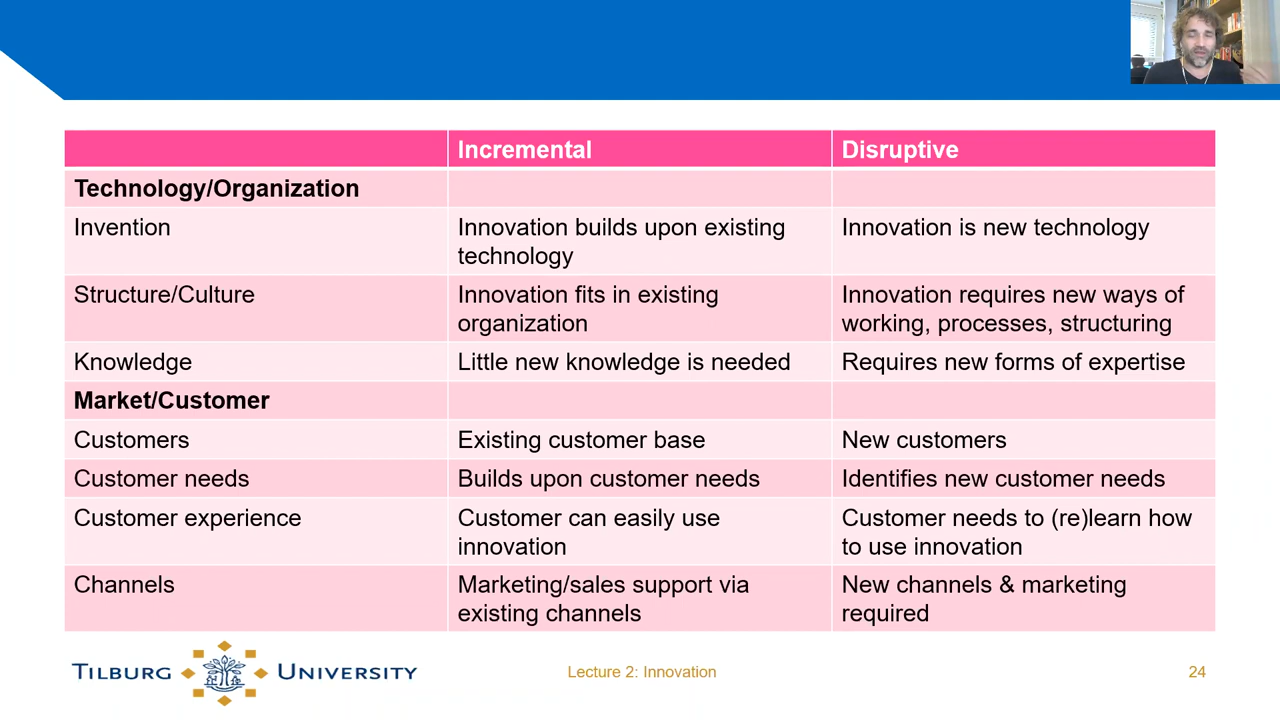 Incremental
Disruptive
Technology/Organization
Invention
Innovation builds upon existing
technology
Innovation is new technology
Structure/Culture
Innovation fits in existing
organization
Innovation requires new ways of
working, processes, structuring
Knowledge
Little new knowledge is needed
Requires new forms of expertise
Market/Customer
Customers
Existing customer base
New customers
Customer needs
Builds upon customer needs
Identifies new customer needs
Customer experience
Customer can easily use
innovation
Customer needs to (re)learn how
to use innovation
Channels
Marketing/sales support via
existing channels
New channels & marketing
required
TILBURG UNIVERSITY
Lecture 2: Innovation
24